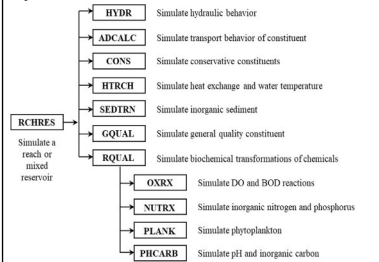 HYDR Simulate hydraulic behavior
ADCALC Simulate transport behavior of constituent
CONS Simulate conservative constituents
HTRCH Simulate heat exchange and water temperature
SEDTRN Simulate inorganic sediment
RCHRES
GQUAL Simulate general quality constituent
Simulate a
reach or
mixed
reservoir
RQUAL Simulate biochemical transformations of chemicals
OXRX Simulate DO and BOD reactions
NUTRX Simulate inorganic nitrogen and phosphorus
PLANK Simulate phytoplankton
PHCARB Simulate pH and inorganic carbon